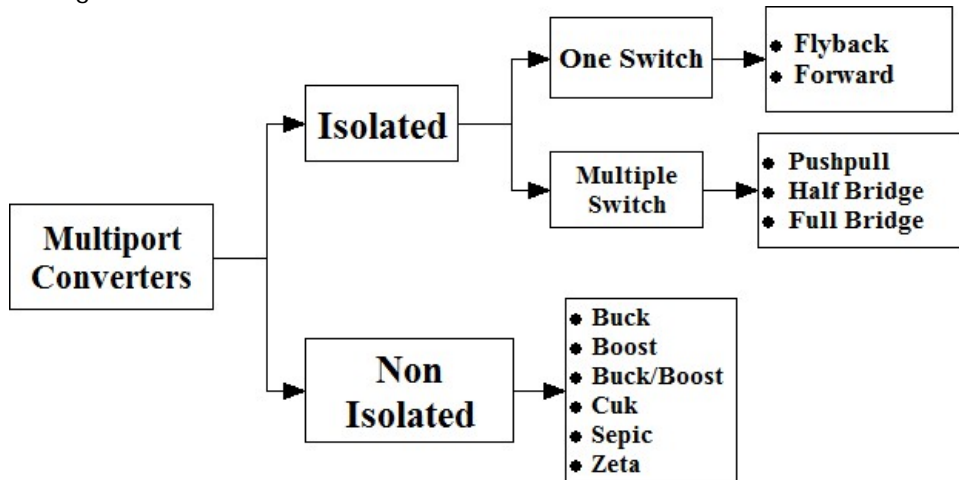 One Switch
Flyback
Forward
Isolated
Multiple
Switch
Pushpull
Half Bridge
Full Bridge
Multiport
Converters
Non
Isolated
Buck
Boost
Buck/Boost
Cuk
Sepic
Zeta